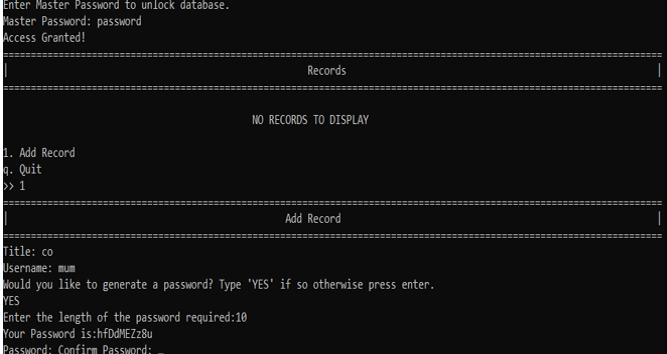 Enter Master Password to unlock database.
Master Password: password
Access Granted!
Records
NO RECORDS TO DISPLAY
1. Add Record
q. Quit
>> 1
Add Record
Title: co
Username: mum
Would you like to generate a password? Type 'YES' if so otherwise press enter.
YES
Enter the length of the password required:10
Your Password is:hfDdMEZz8u
Password: Confirm Password: _